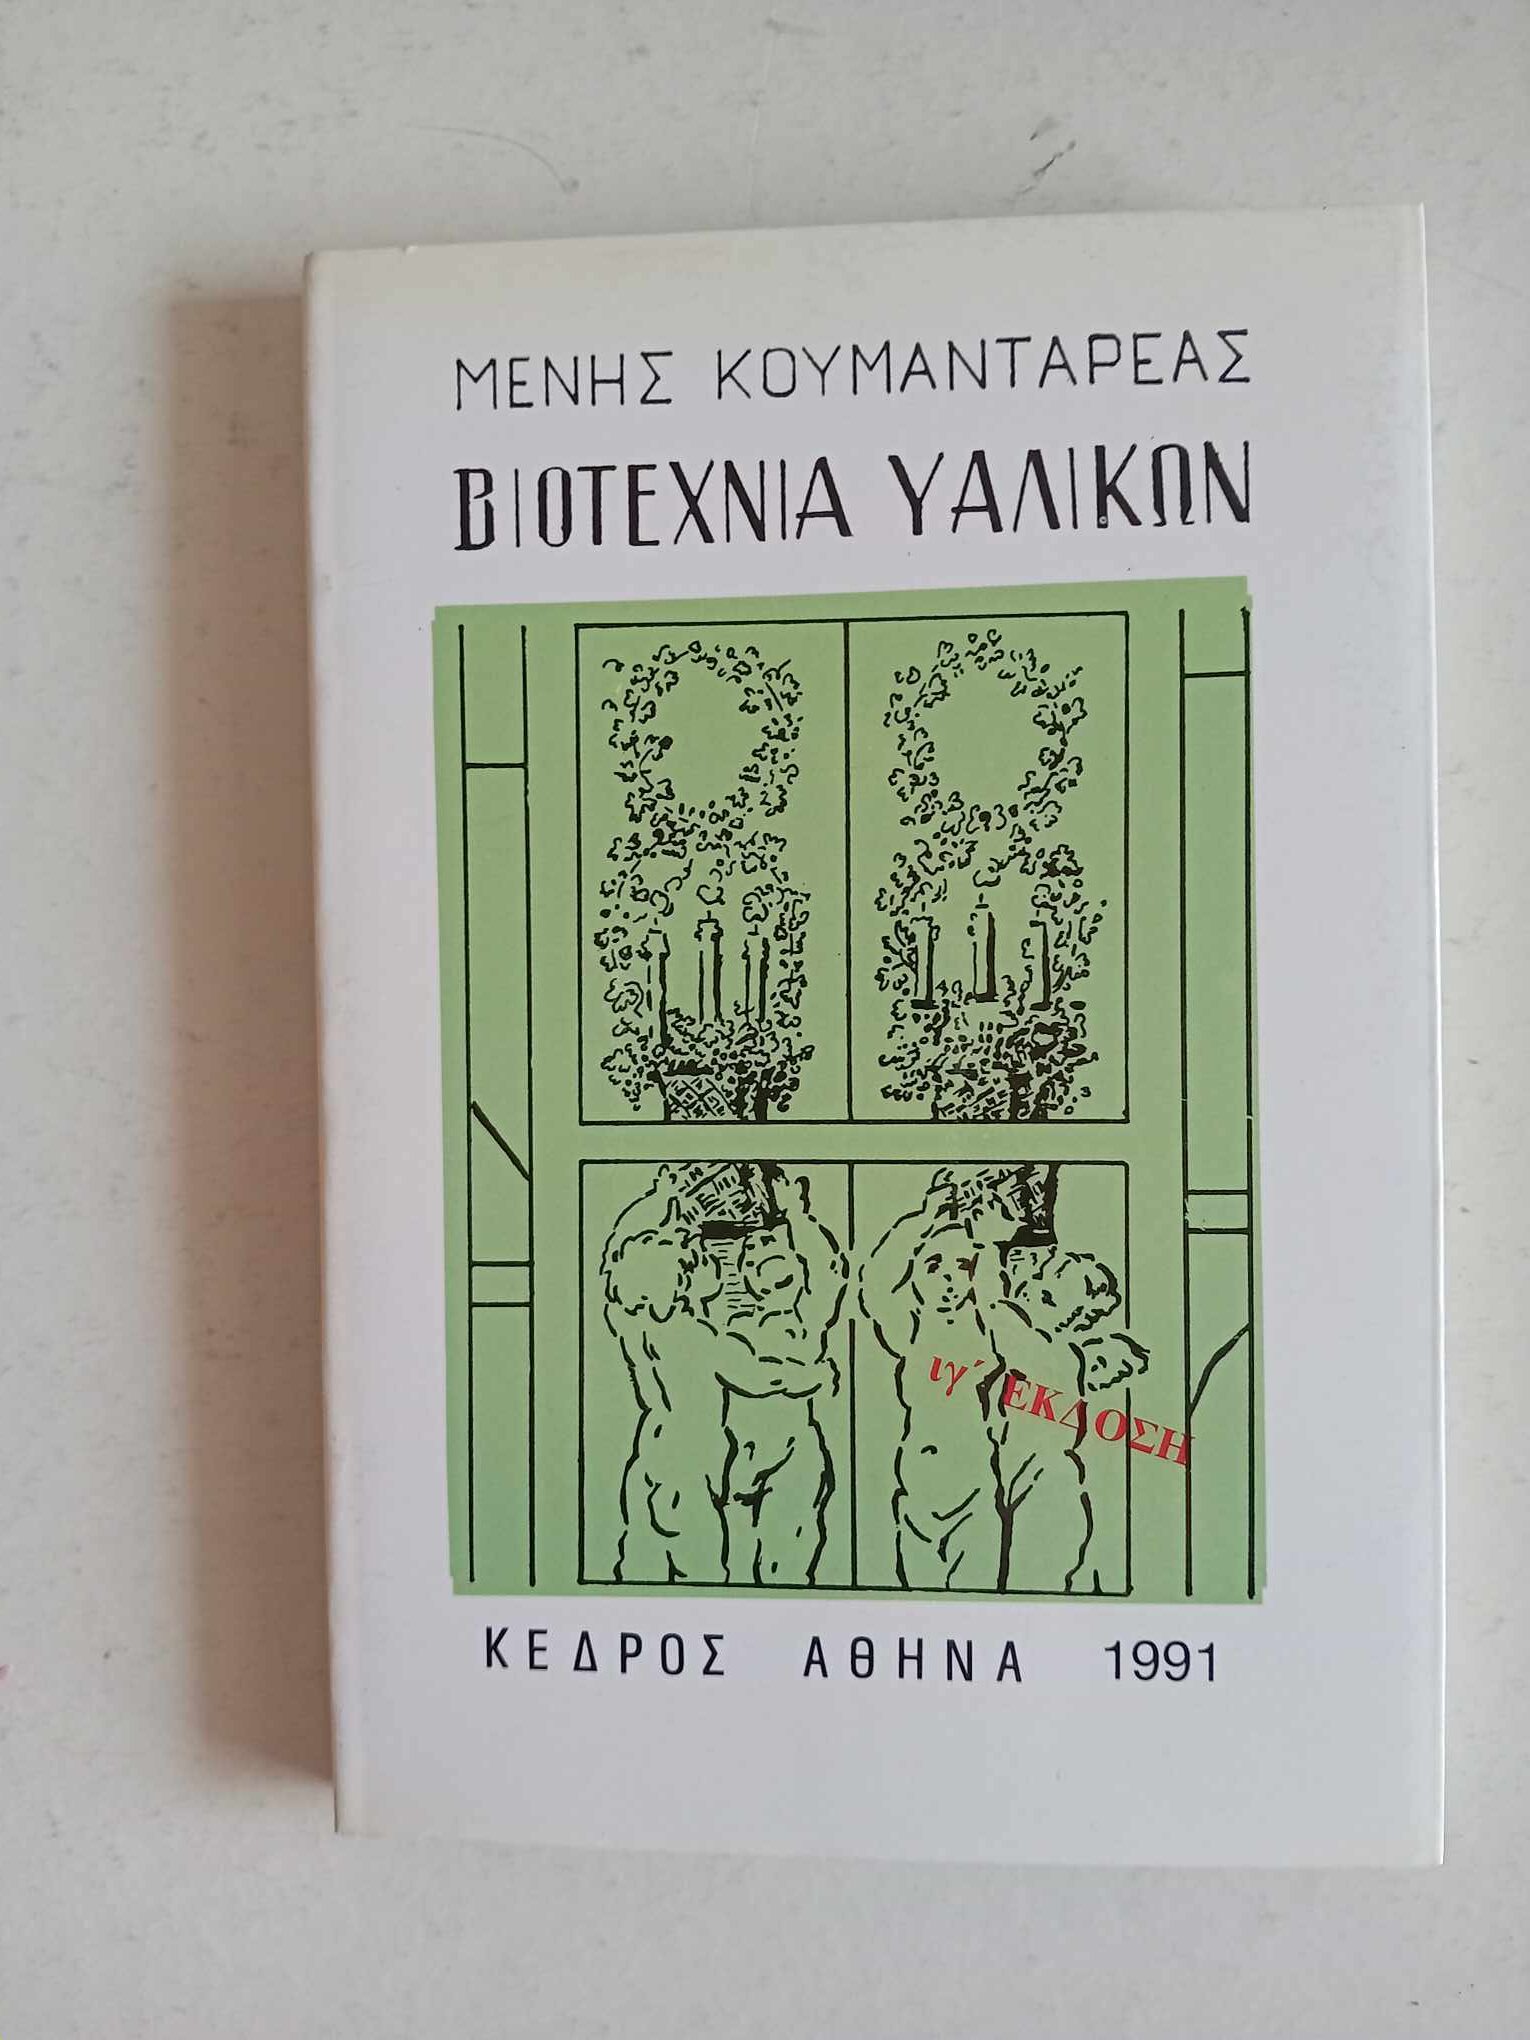 ΜΕΝΗΣ ΚΟΥΜΑΝΤΑΡΕΑΣ
ΒΙΟΤΕΧΝΙΑ ΥΑΛΙΚΩΝ
ιγ´ ΕΚΔΟΣΗ
ΚΕΔΡΟΣ ΑΘΗΝΑ 1991